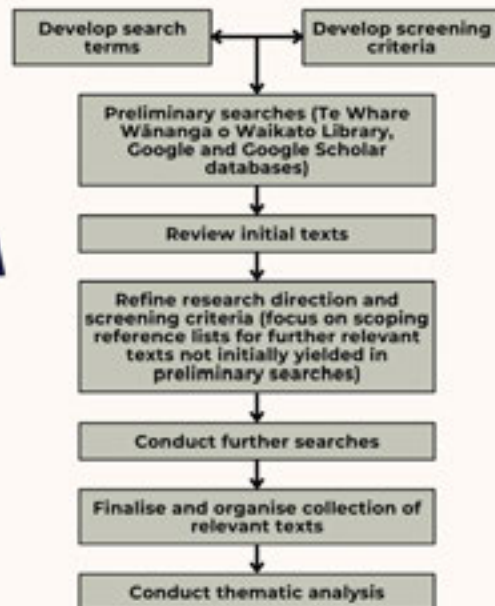 Develop search
terms
Develop screening
criteria
Preliminary searches (Te Whare
Wānanga o Waikato Library,
Google and Google Scholar
databases)
Review initial texts
Refine research direction and
screening criteria (focus on scoping
reference lists for further relevant
texts not initially yielded in
preliminary searches)
Conduct further searches
Finalise and organise collection of
relevant texts
Conduct thematic analysis